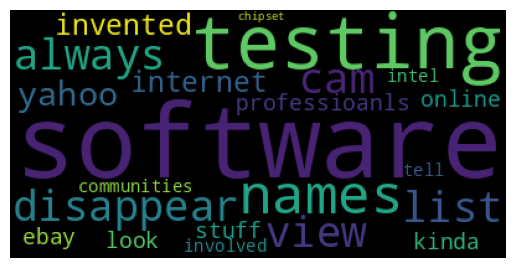 chipset
invented testing
always
internet cam intel
yahoo professioanls online
software
communities tell
disappear names list
ebay look stuff view kinda
involved